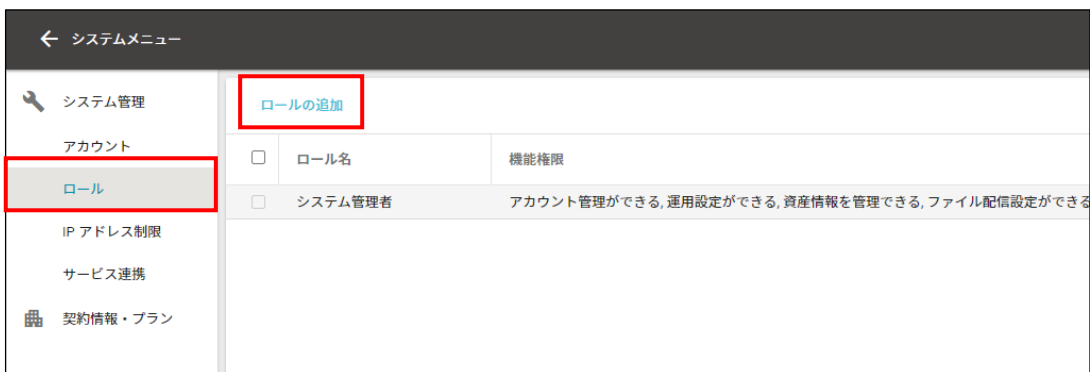 システムメニュー
システム管理
アカウント
ロール
IP アドレス制限
サービス連携
契約情報・プラン
ロールの追加
ロール名 機能権限
システム管理者 アカウント管理ができる, 運用設定ができる, 資産情報を管理できる, ファイル配信設定ができる